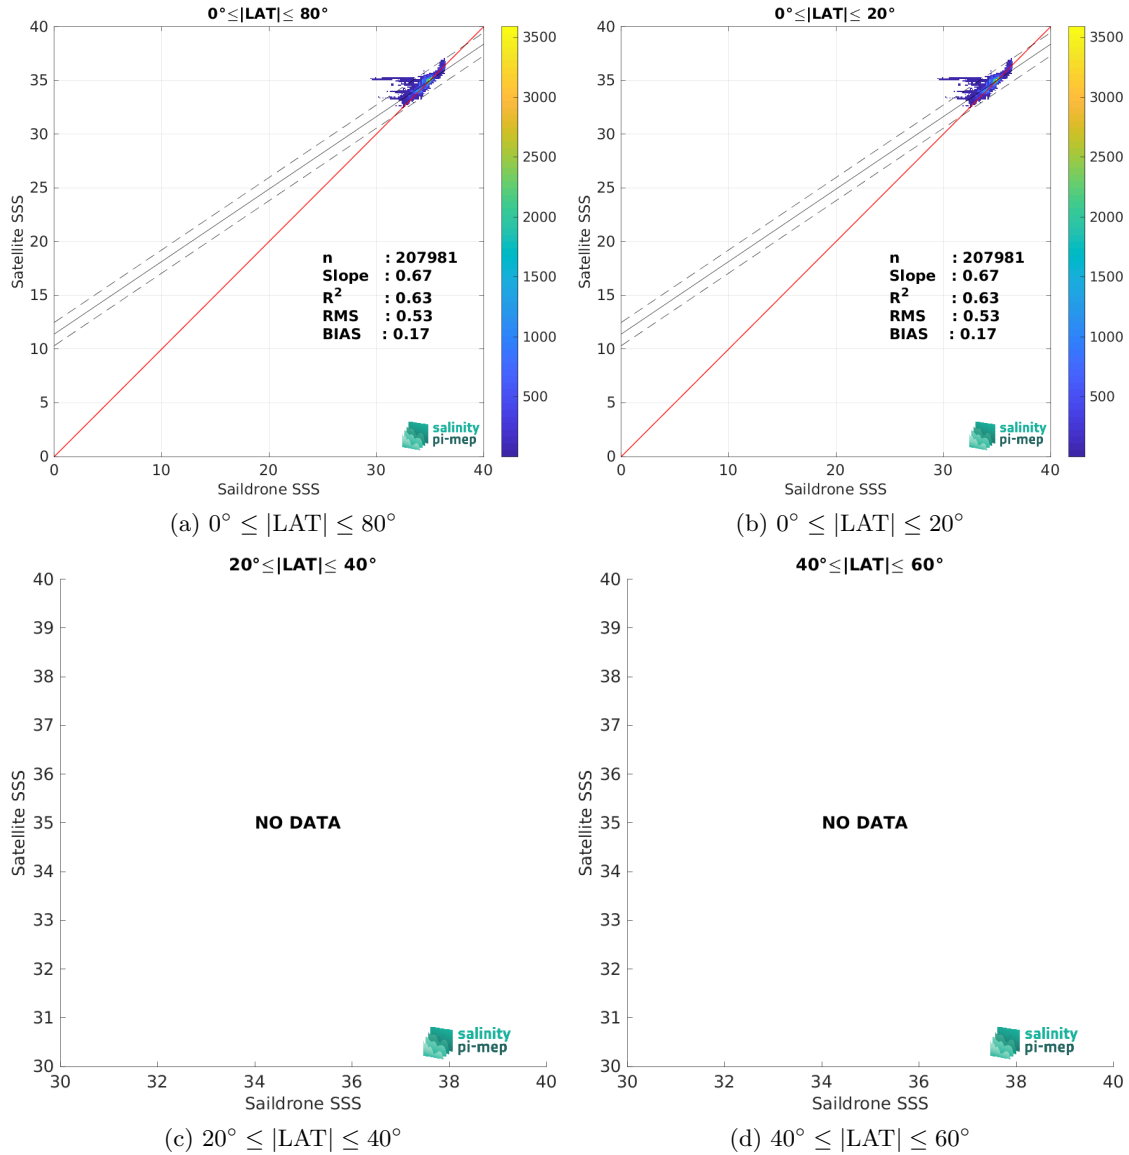 0°≤|LAT|≤ 80°
40
35
30
25
20
15
10
5
0
Satellite SSS
n : 207981
Slope : 0.67
R² : 0.63
RMS : 0.53
BIAS : 0.17
salinity
pi-mep
0 10 20 30 40
Saildrone SSS
3500
3000
2500
2000
1500
1000
500
(a) 0° ≤ |LAT| ≤ 80°
0°≤|LAT|≤ 20°
40
35
30
25
20
15
10
5
0
Satellite SSS
n : 207981
Slope : 0.67
R² : 0.63
RMS : 0.53
BIAS : 0.17
salinity
pi-mep
0 10 20 30 40
Saildrone SSS
3500
3000
2500
2000
1500
1000
500
(b) 0° ≤ |LAT| ≤ 20°
20°≤|LAT|≤ 40°
40
39
38
37
36
35
34
33
32
31
30
Satellite SSS
NO DATA
salinity
pi-mep
30 32 34 36 38 40
Saildrone SSS
(c) 20° ≤ |LAT| ≤ 40°
40°≤|LAT|≤ 60°
40
39
38
37
36
35
34
33
32
31
30
Satellite SSS
NO DATA
salinity
pi-mep
30 32 34 36 38 40
Saildrone SSS
(d) 40° ≤ |LAT| ≤ 60°